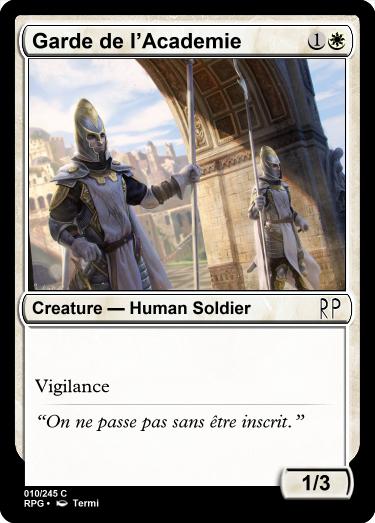 Garde de l'Academie 1
Creature — Human Soldier RP
Vigilance
“On ne passe pas sans être inscrit.”
1/3
010/245 C
RPG • Termi